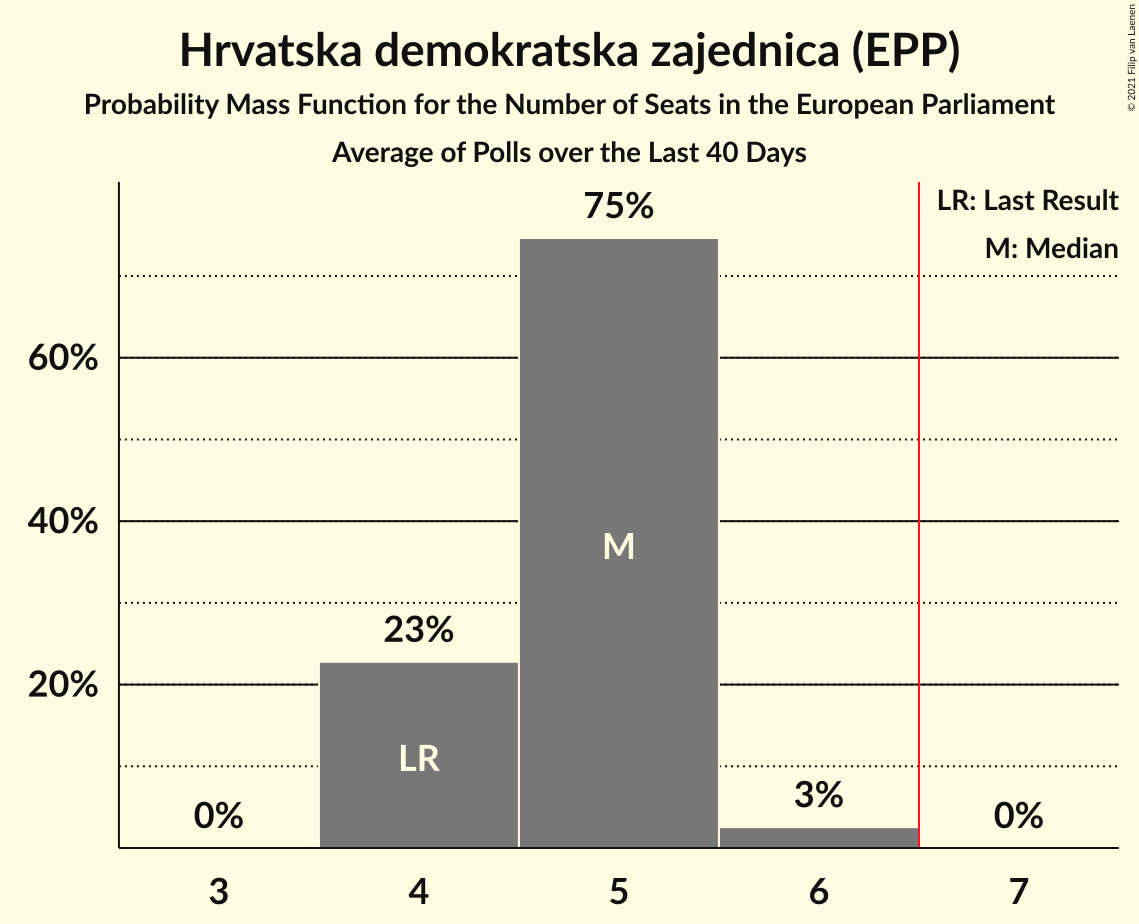 Hrvatska demokratska zajednica (EPP)
Probability Mass Function for the Number of Seats in the European Parliament
Average of Polls over the Last 40 Days
© 2021 Filip van Laenen
LR: Last Result
M: Median
75%
60%
40%
M
23%
20%
LR
3%
0%
0%
3 4 5 6 7